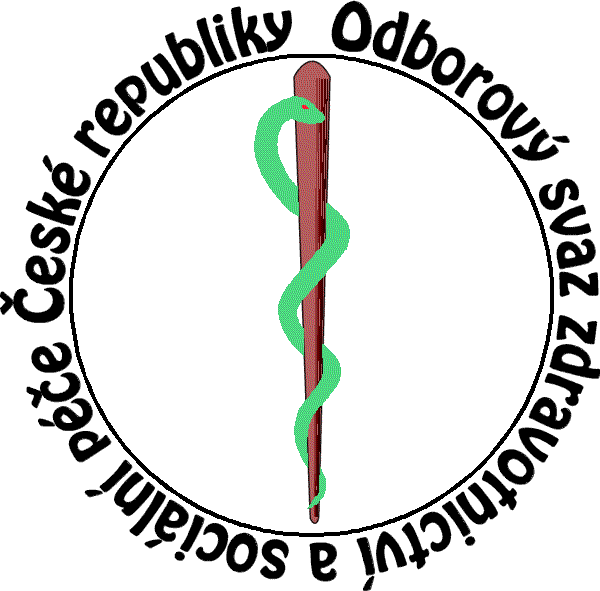 Odborový svaz zdravotnictví a sociální péče České republiky